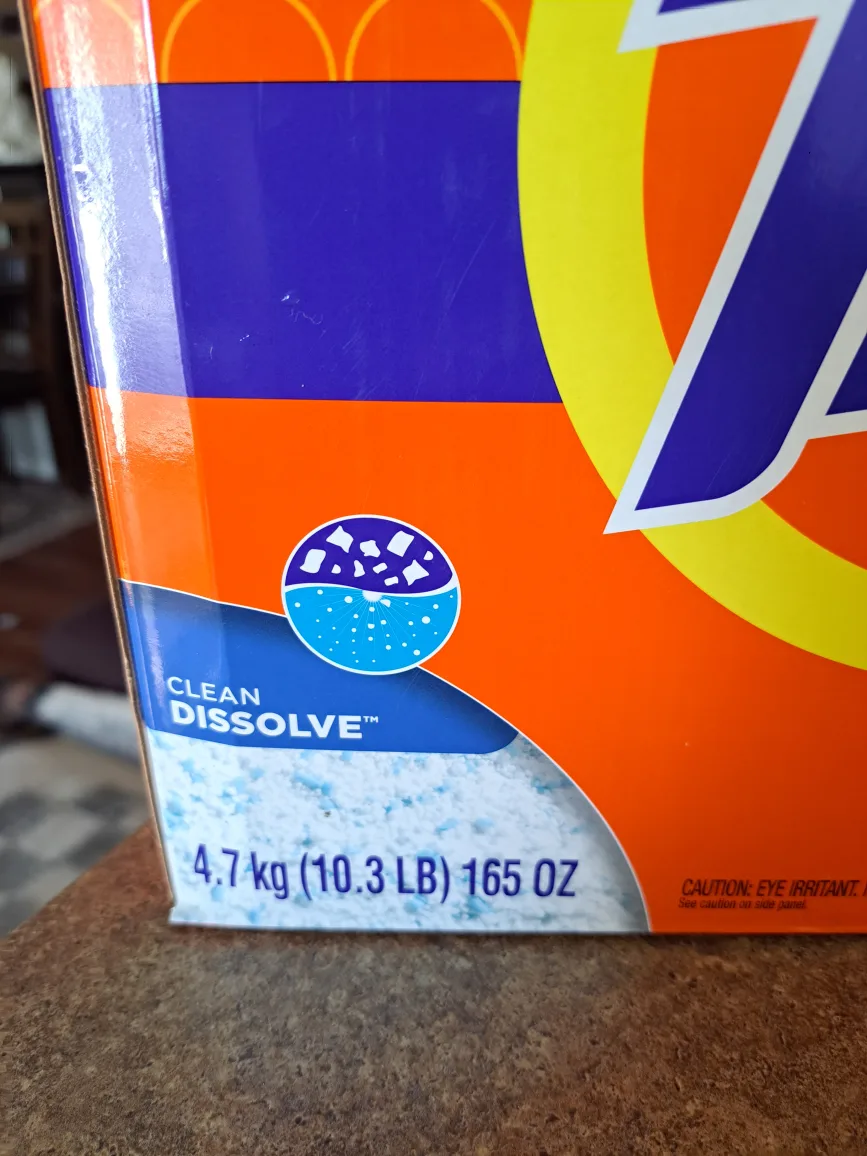 CLEAN
DISSOLVE™
4.7 kg (10.3 LB) 165 OZ
CAUTION: EYE IRRITANT.
See caution on side panel.